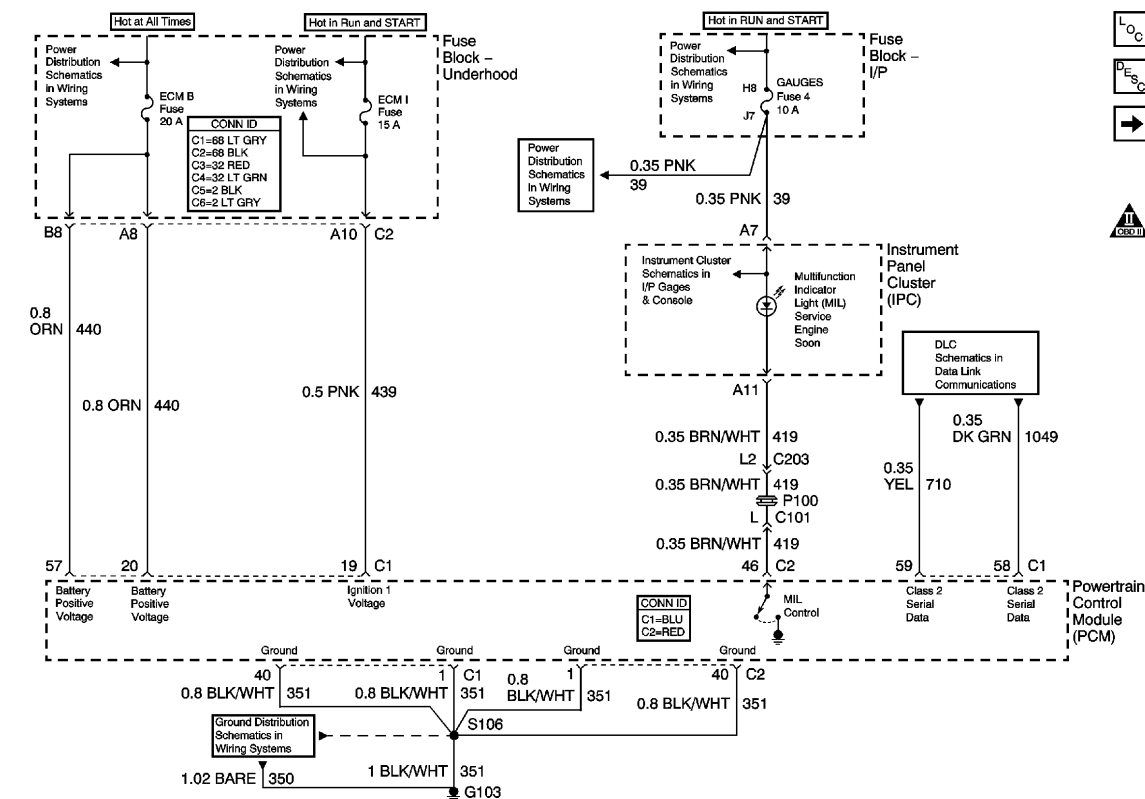 Hot at All Times
Hot in Run and START
Hot in RUN and START
Power
Distribution
Schematics
in Wiring
Systems
ECM B
Fuse
20 A
Power
Distribution
Schematics
in Wiring
Systems
ECM I
Fuse
15 A
Fuse
Block –
Underhood
CONN ID
C1=68 LT GRY
C2=68 BLK
C3=32 RED
C4=32 LT GRN
C5=2 BLK
C6=2 LT GRY
Power
Distribution
Schematics
in Wiring
Systems
H8
GAUGES
Fuse 4
10 A
J7
Fuse
Block –
I/P
LOC
DESC
II
OBD II
Power
Distribution
Schematics
in Wiring
Systems
0.35 PNK
39
0.35 PNK 39
B8 A8 A10 C2
A7
Instrument Cluster
Schematics in
I/P Gages
& Console
Multifunction
Indicator
Light (MIL)
Service
Engine
Soon
Instrument
Panel
Cluster
(IPC)
0.8
ORN 440
0.8 ORN 440
0.5 PNK 439
A11
DLC
Schematics in
Data Link
Communications
0.35 BRN/WHT 419
L2 C203
0.35 BRN/WHT 419
P100
L C101
0.35 BRN/WHT 419
0.35
YEL 710
0.35
DK GRN 1049
57 20 19 C1 46 C2 59 58 C1
Battery
Positive
Voltage
Battery
Positive
Voltage
Ignition 1
Voltage
CONN ID
C1=BLU
C2=RED
MIL
Control
Class 2
Serial
Data
Class 2
Serial
Data
Powertrain
Control
Module
(PCM)
Ground Ground Ground Ground
40 1 C1 1 40 C2
0.8 BLK/WHT 351
0.8 BLK/WHT 351
0.8
BLK/WHT 351
0.8 BLK/WHT 351
Ground Distribution
Schematics in
Wiring Systems
S106
1.02 BARE 350
1 BLK/WHT 351
G103